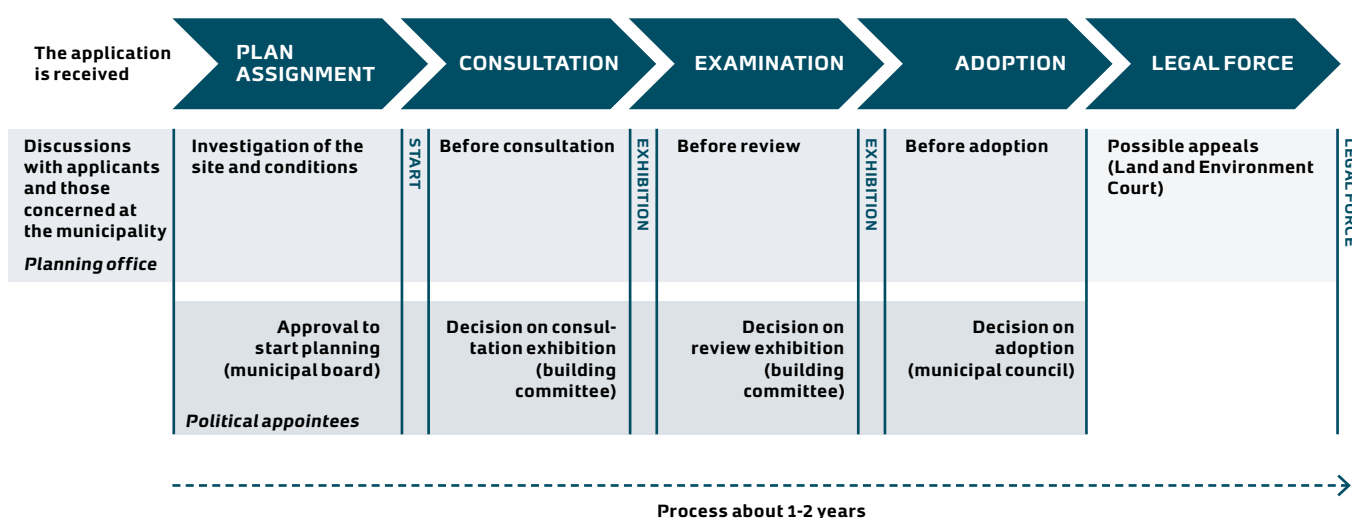 The application
is received
PLAN
ASSIGNMENT
CONSULTATION
EXAMINATION
ADOPTION
LEGAL FORCE
Discussions
with applicants
and those
concerned at
the municipality
Planning office
Investigation of the
site and conditions
START
Before consultation
EXHIBITION
Before review
EXHIBITION
Before adoption
Possible appeals
(Land and Environment
Court)
LEGAL FORCE
Approval to
start planning
(municipal board)
Political appointees
Decision on consul-
tation exhibition
(building
committee)
Decision on
review exhibition
(building
committee)
Decision on
adoption
(municipal council)
Process about 1-2 years